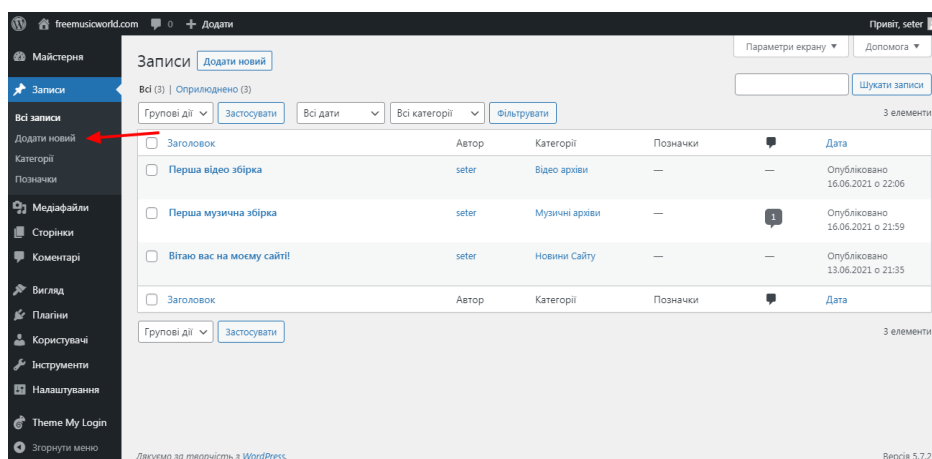 freemusicworld.com 0 + Додати Привіт, seter
Майстерня
Записи
Всі записи
Додати новий
Категорії
Позначки
Медіафайли
Сторінки
Коментарі
Вигляд
Плагіни
Користувачі
Інструменти
Налаштування
Theme My Login
Згорнути меню
Параметри екрану Допомога
Записи Додати новий
Всі (3) | Оприлюднено (3)
Шукати записи
Групові дії Застосувати Всі дати Всі категорії Фільтрувати 3 елементи
Заголовок Автор Категорії Позначки Дата
Перша відео збірка seter Відео архіви — — Опубліковано
16.06.2021 о 22:06
Перша музична збірка seter Музичні архіви — 1 Опубліковано
16.06.2021 о 21:59
Вітаю вас на моєму сайті! seter Новини Сайту — — Опубліковано
13.06.2021 о 21:35
Заголовок Автор Категорії Позначки Дата
Групові дії Застосувати 3 елементи
Дякуємо за творчість з WordPress. Версія 5.7.2